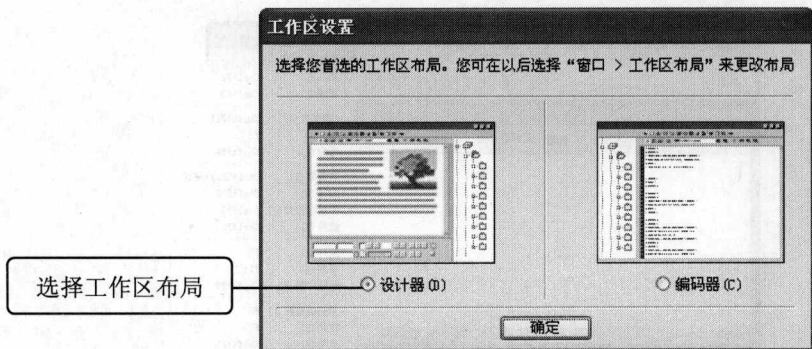 工作区设置
选择您首选的工作区布局。您可在以后选择“窗口 > 工作区布局”来更改布局
选择工作区布局
设计器(D)
编码器(C)
确定